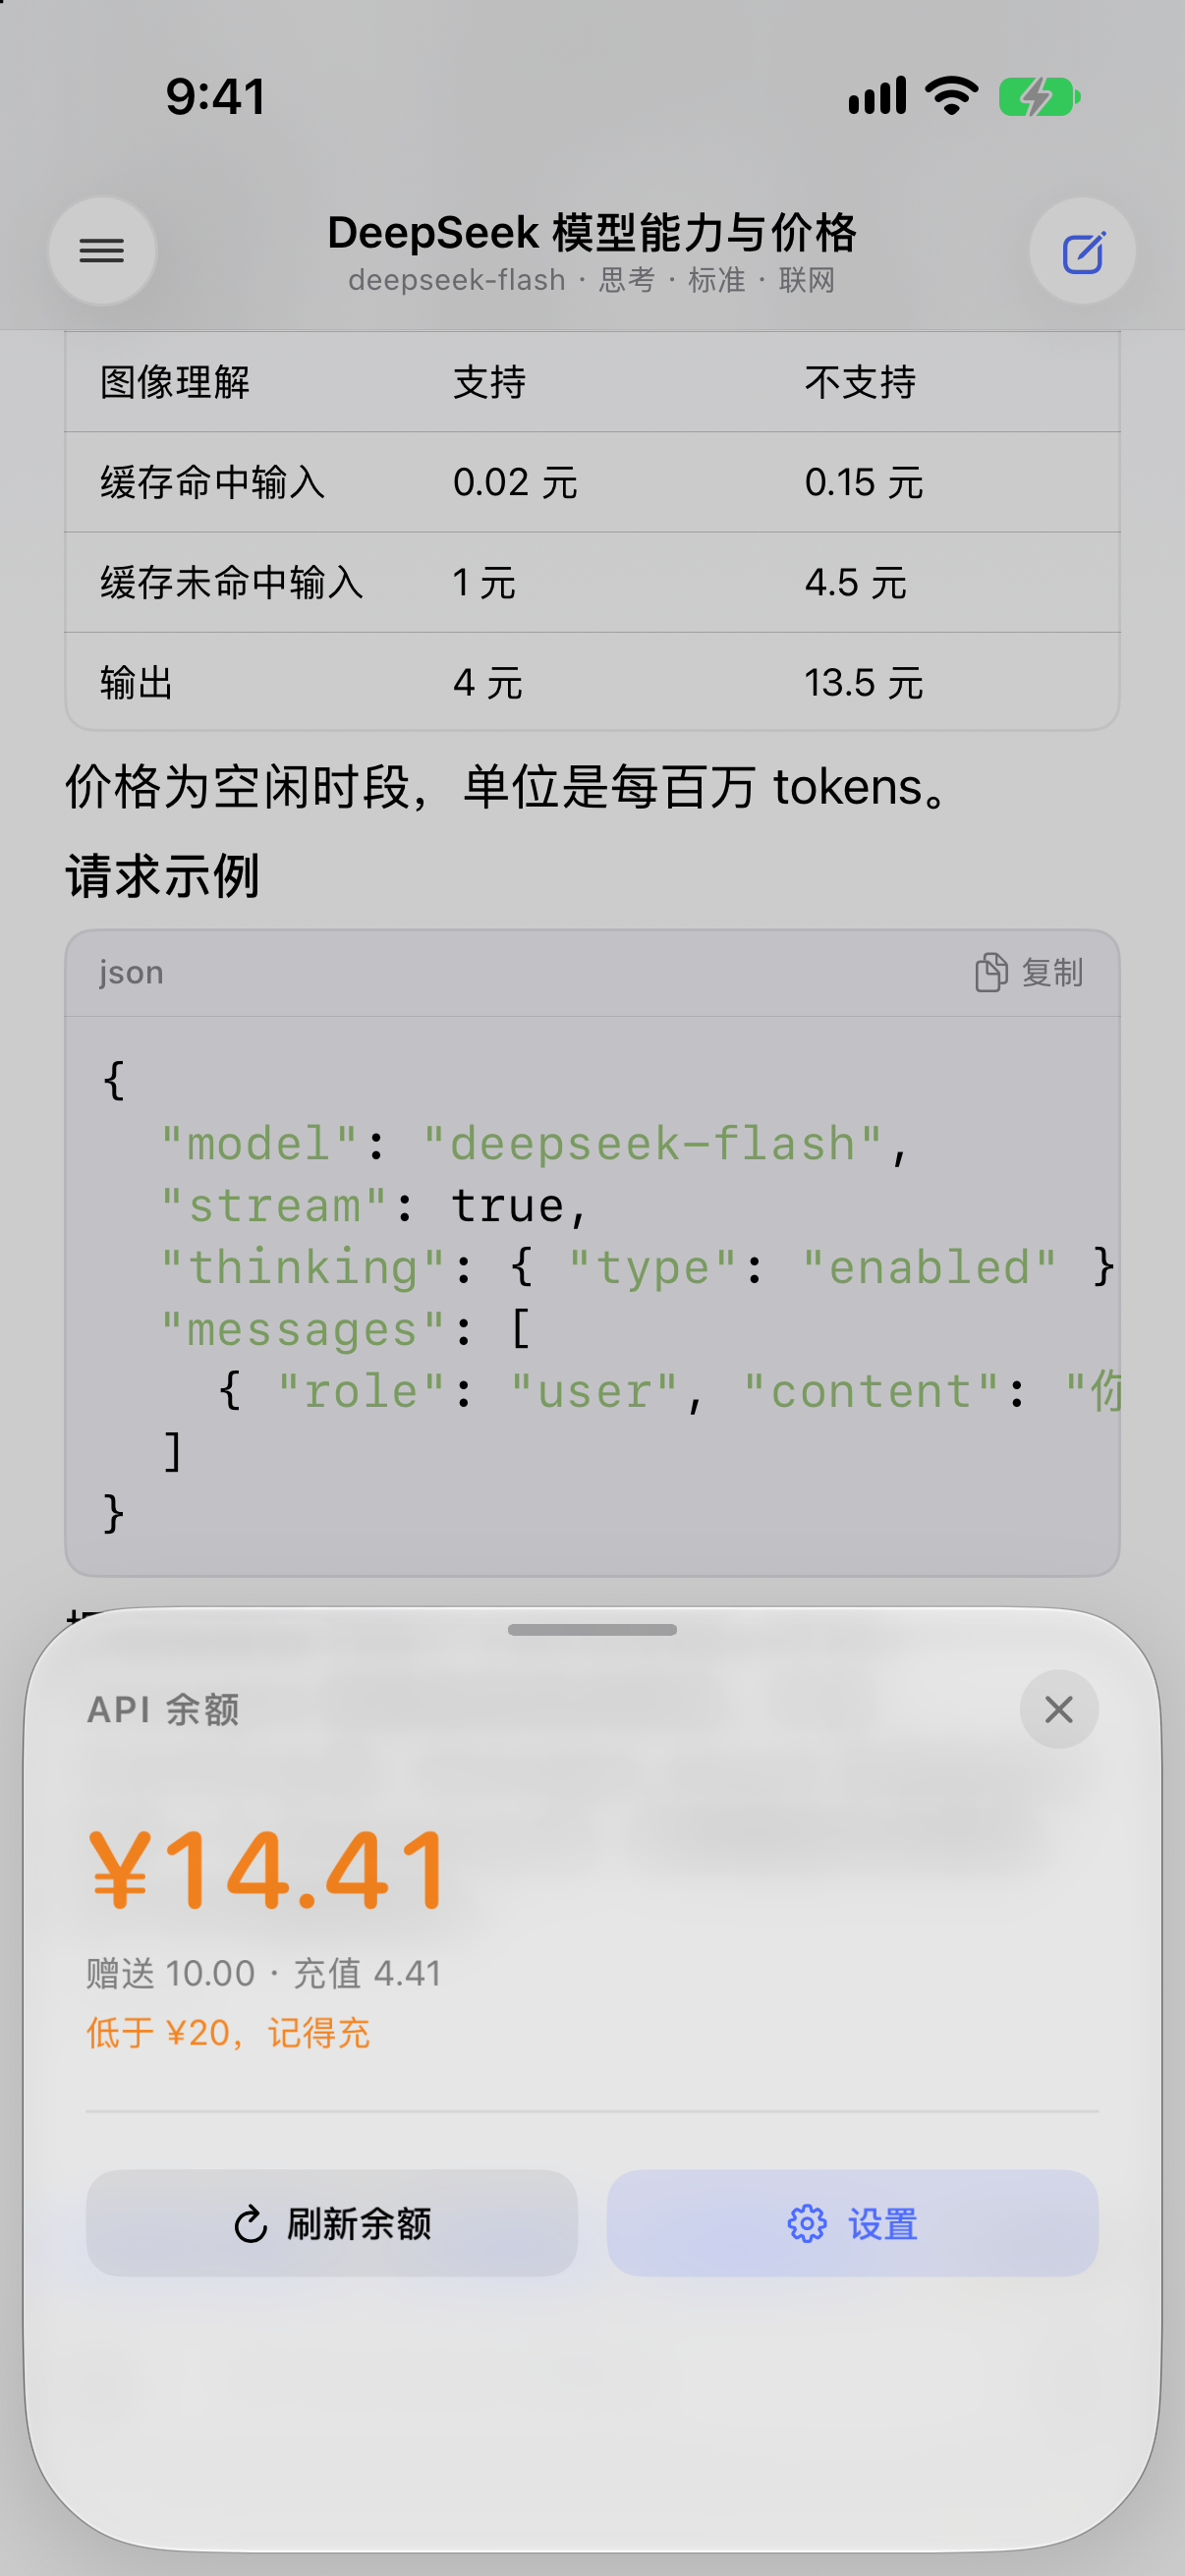 9:41
DeepSeek 模型能力与价格
deepseek-flash · 思考 · 标准 · 联网
图像理解 支持 不支持
缓存命中输入 0.02 元 0.15 元
缓存未命中输入 1 元 4.5 元
输出 4 元 13.5 元
价格为空闲时段，单位是每百万 tokens。
请求示例
json 复制
{
"model": "deepseek-flash",
"stream": true,
"thinking": { "type": "enabled" }
"messages": [
{ "role": "user", "content": "你
]
}
API 余额
¥14.41
赠送 10.00 · 充值 4.41
低于 ¥20，记得充
刷新余额 设置